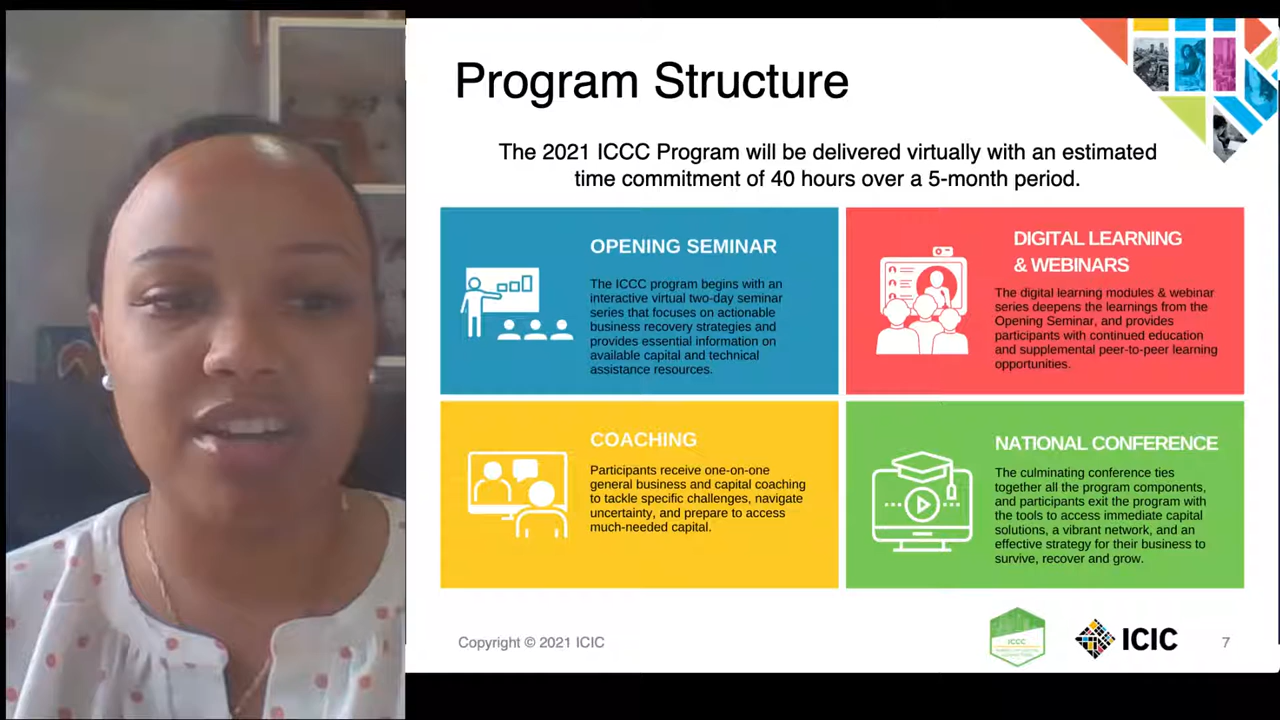 Program Structure
The 2021 ICCC Program will be delivered virtually with an estimated
time commitment of 40 hours over a 5-month period.
OPENING SEMINAR
The ICCC program begins with an
interactive virtual two-day seminar
series that focuses on actionable
business recovery strategies and
provides essential information on
available capital and technical
assistance resources.
DIGITAL LEARNING
& WEBINARS
The digital learning modules & webinar
series deepens the learnings from the
Opening Seminar, and provides
participants with continued education
and supplemental peer-to-peer learning
opportunities.
COACHING
Participants receive one-on-one
general business and capital coaching
to tackle specific challenges, navigate
uncertainty, and prepare to access
much-needed capital.
NATIONAL CONFERENCE
The culminating conference ties
together all the program components,
and participants exit the program with
the tools to access immediate capital
solutions, a vibrant network, and an
effective strategy for their business to
survive, recover and grow.
Copyright © 2021 ICIC
ICCC
ICIC
7